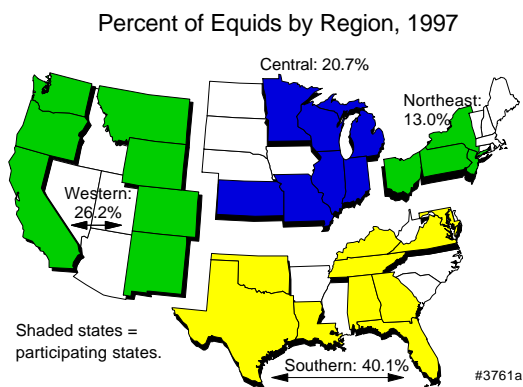 Percent of Equids by Region, 1997
Central: 20.7%
Northeast:
13.0%
Western:
26.2%
Shaded states =
participating states.
Southern: 40.1%
#3761a